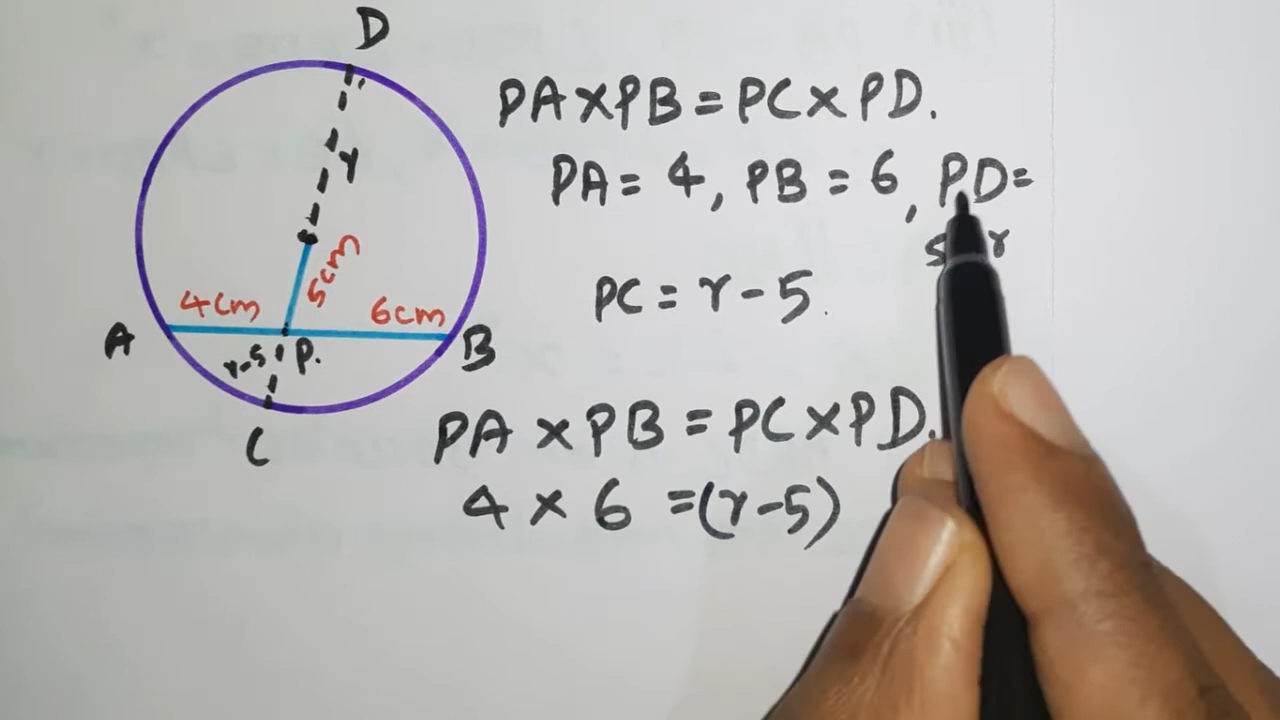 D
PA×PB=PC×PD.
PA=4, PB=6, PD=
r
r
PC=r-5.
5cm
4cm
6cm
A
r-5
P.
B
C
PA×PB=PC×PD.
4×6=(r-5)